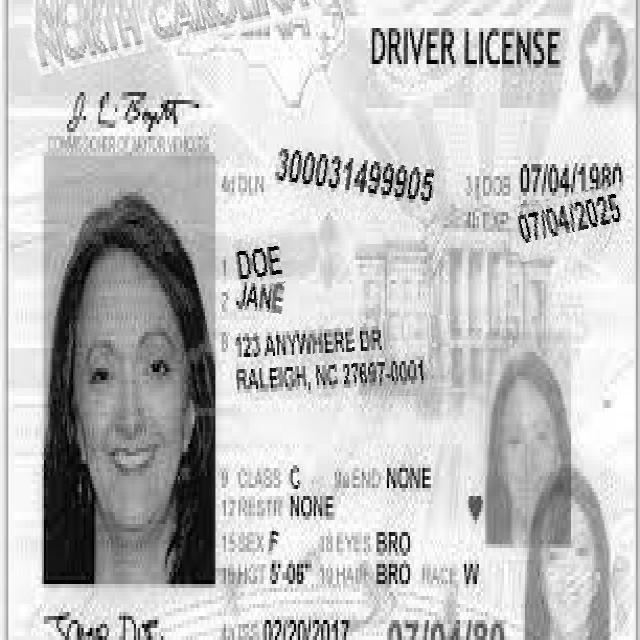 NORTH CAROLINA
DRIVER LICENSE
COMMISSIONER OF MOTOR VEHICLES
4d DLN 300031499905 3 DOB 07/04/1980
4b EXP 07/04/2025
1 DOE
2 JANE
8 123 ANYWHERE DR
RALEIGH, NC 27697-0001
9 CLASS C 9a END NONE
12 RESTR NONE
15 SEX F 18 EYES BRO
16 HGT 5'-06" 19 HAIR BRO RACE W
Jane Doe
ISS 02/20/2017 07/04/80